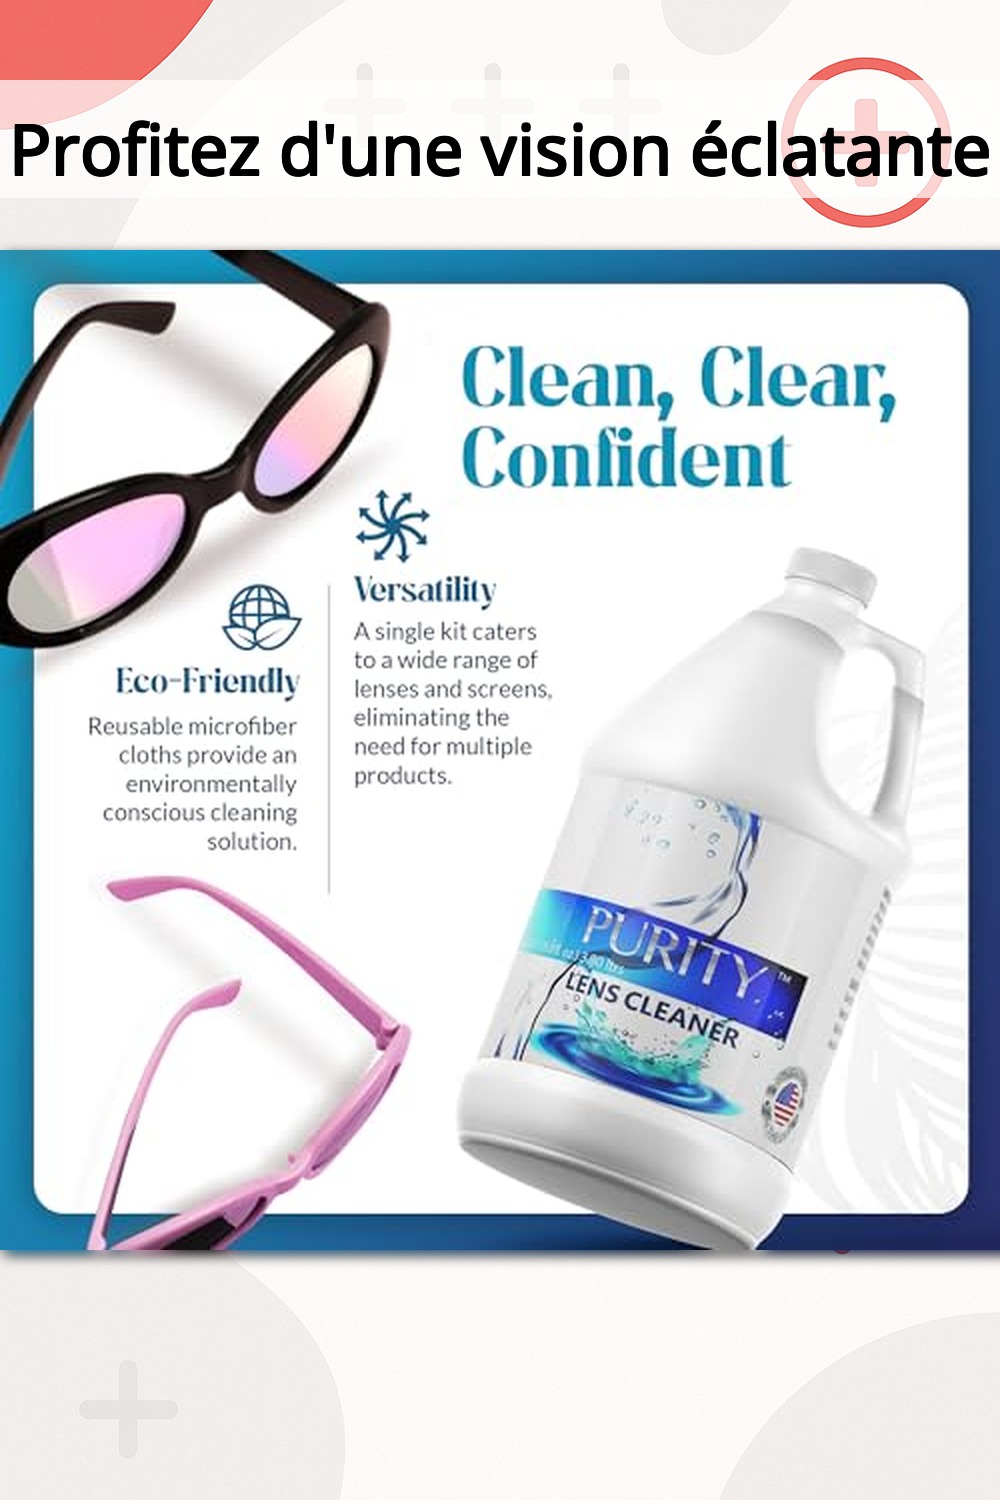 Profitez d'une vision éclatante
Clean, Clear,
Confident
Versatility
A single kit caters
to a wide range of
lenses and screens,
eliminating the
need for multiple
products.
Eco-Friendly
Reusable microfiber
cloths provide an
environmentally
conscious cleaning
solution.
PURITY™
LENS CLEANER